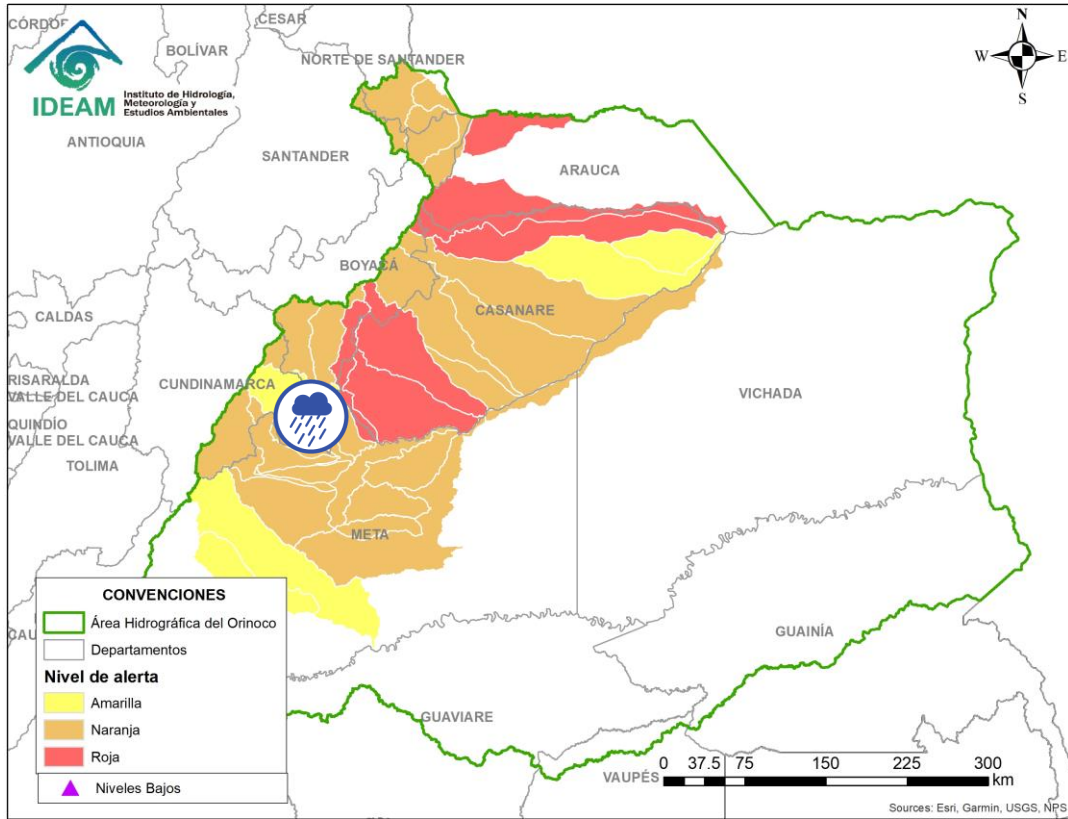 CÓRDO
CESAR
BOLÍVAR
NORTE DE SANTANDER
N
W
E
S
IDEAM
Instituto de Hidrología,
Meteorología y
Estudios Ambientales
ANTIOQUIA
SANTANDER
ARAUCA
BOYACÁ
CASANARE
CALDAS
RISARALDA
VALLE DEL CAUCA
CUNDINAMARCA
VICHADA
QUINDÍO
VALLE DEL CAUCA
TOLIMA
META
CONVENCIONES
Área Hidrográfica del Orinoco
Departamentos
Nivel de alerta
Amarilla
Naranja
Roja
Niveles Bajos
CAU
GUAINÍA
GUAVIARE
VAUPÉS
0 37.5 75 150 225 300
km
Sources: Esri, Garmin, USGS, NPS